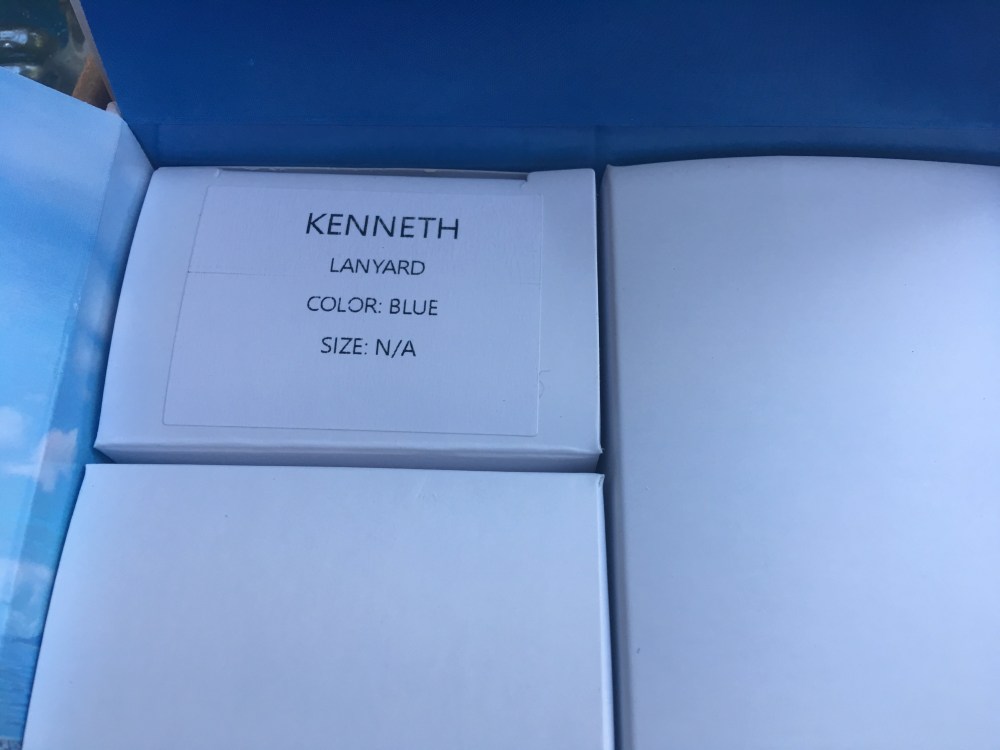 KENNETH
LANYARD
COLOR: BLUE
SIZE: N/A